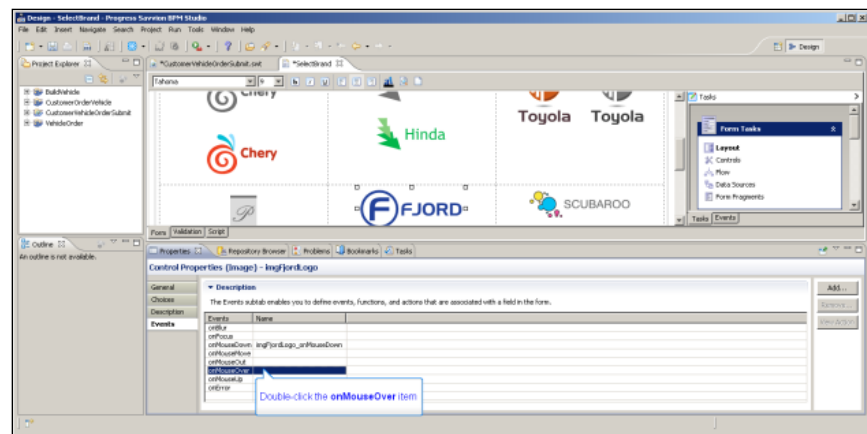 Design - SelectBrand - Progress Savvion BPM Studio
File Edit Insert Navigate Search Project Run Tools Window Help
Design
Project Explorer
*CustomerVehicleOrderSubmit.swt
*SelectBrand
Tahoma
9
BuildVehicle
CustomerOrderVehicle
CustomerVehicleOrderSubmit
VehicleOrder
Chery
Chery
Hinda
Toyola
Toyola
P
FJORD
SCUBAROO
Tasks
Form Tasks
Layout
Controls
Flow
Data Sources
Form Fragments
Tasks Events
Form Validation Script
Outline
An outline is not available.
Properties
Repository Browser
Problems
Bookmarks
Tasks
Control Properties (Image) - imgFjordLogo
General
Choices
Description
Events
Description
The Events subtab enables you to define events, functions, and actions that are associated with a field in the form.
Events Name
onBlur
onFocus
onMouseDown imgFjordLogo_onMouseDown
onMouseMove
onMouseOut
onMouseOver
onMouseUp
onError
Add...
Remove...
View Action
Double-click the onMouseOver item